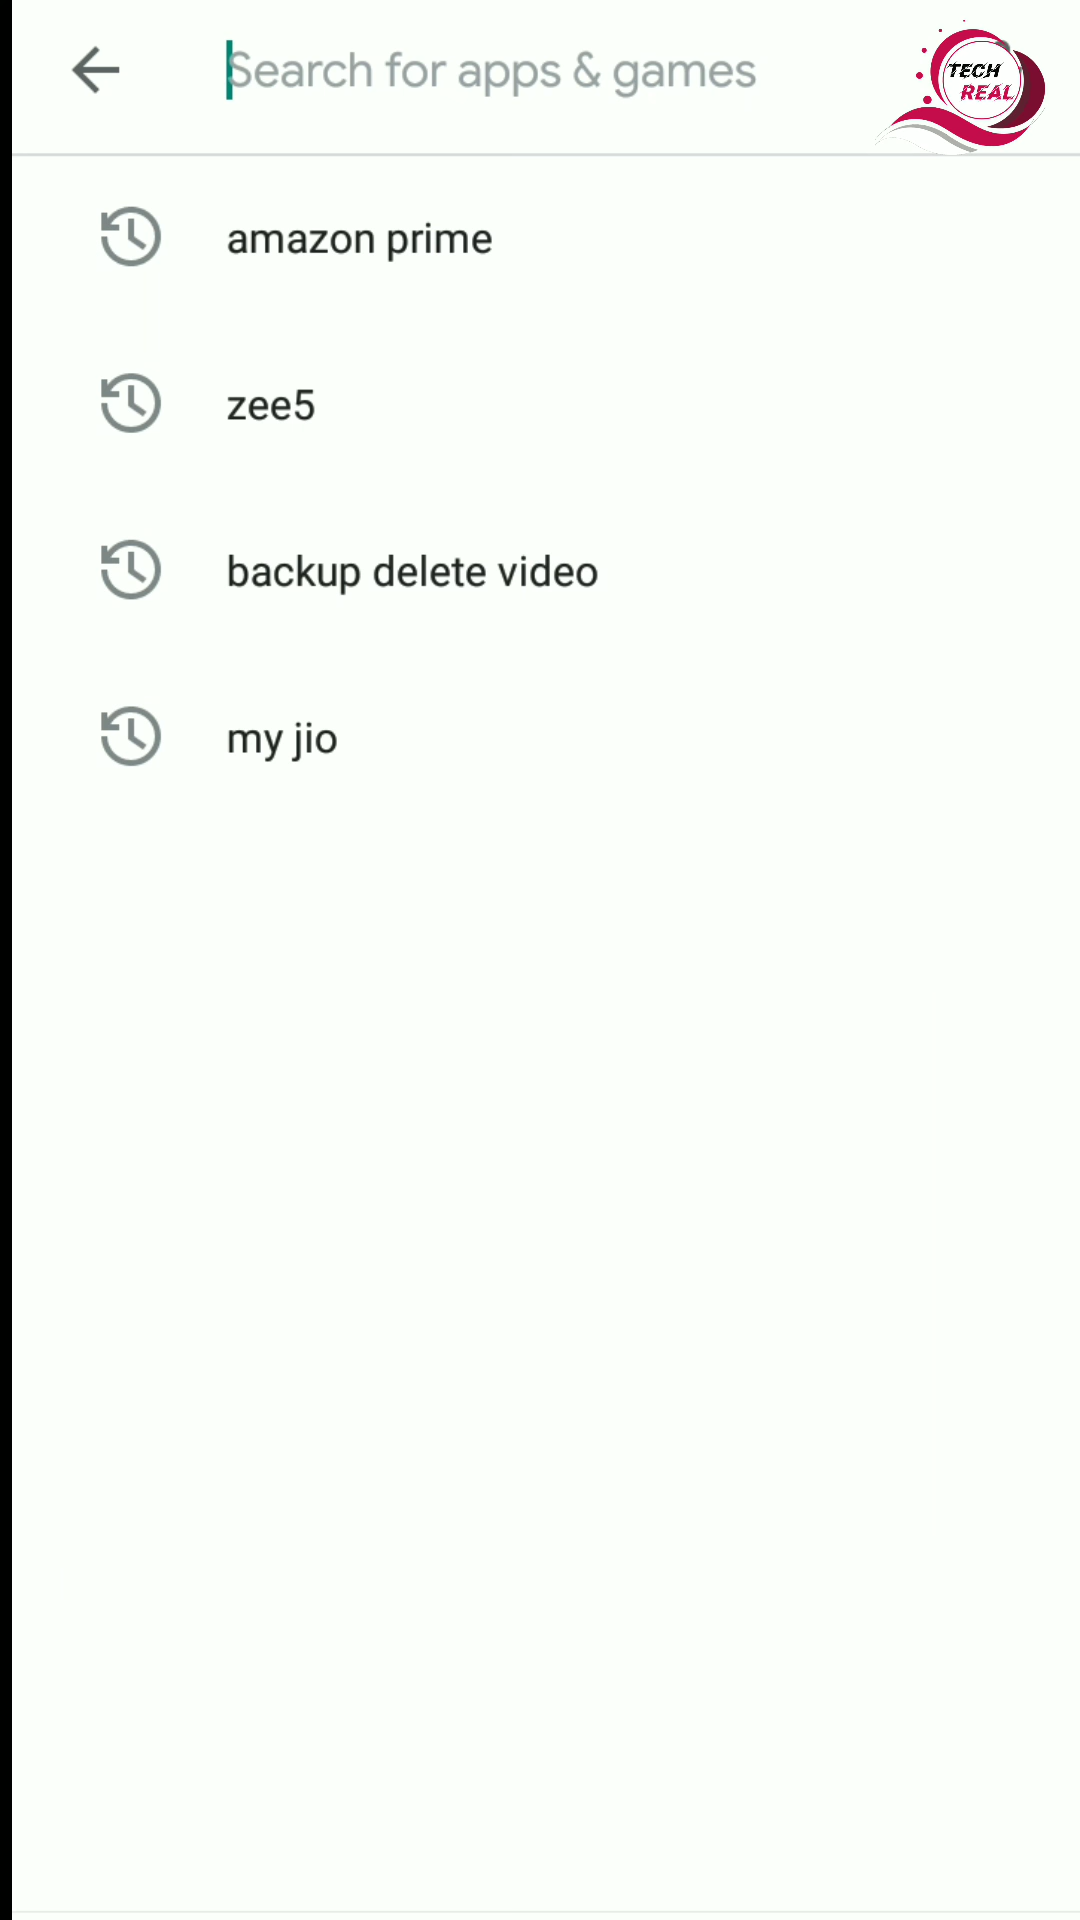 Search for apps & games
TECH
REAL
amazon prime
zee5
backup delete video
my jio